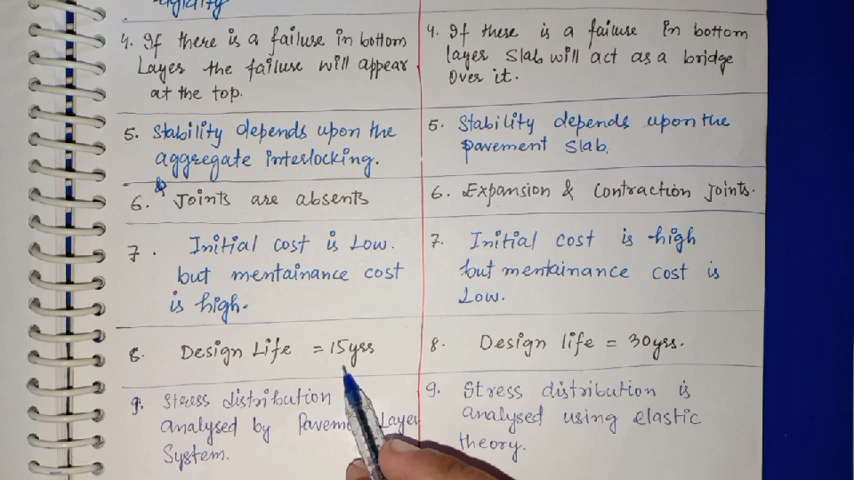 rigidity
4. If there is a failure in bottom
Layer the failure will appear
at the top.
5. Stability depends upon the
aggregate interlocking.
6. Joints are absents
7. Initial cost is Low.
but mentainance cost
is high.
8. Design Life = 15yrs
9. Stress distribution
analysed by Layer
System.
4. If there is a failure in bottom
layer slab will act as a bridge
over it.
5. Stability depends upon the
pavement slab.
6. Expansion & Contraction joints.
7. Initial cost is high
but mentainance cost is
Low.
8. Design life = 30yrs.
9. Stress distribution is
analysed using elastic
theory.